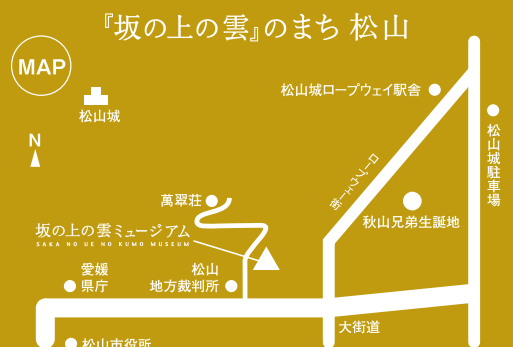 『坂の上の雲』のまち 松山
MAP
松山城
N
松山城ロープウェイ駅舎
松山城駐車場
ロープウェー街
萬翠荘
秋山兄弟生誕地
坂の上の雲ミュージアム
SAKA NO UE NO KUMO MUSEUM
愛媛
県庁
松山
地方裁判所
大街道
松山市役所